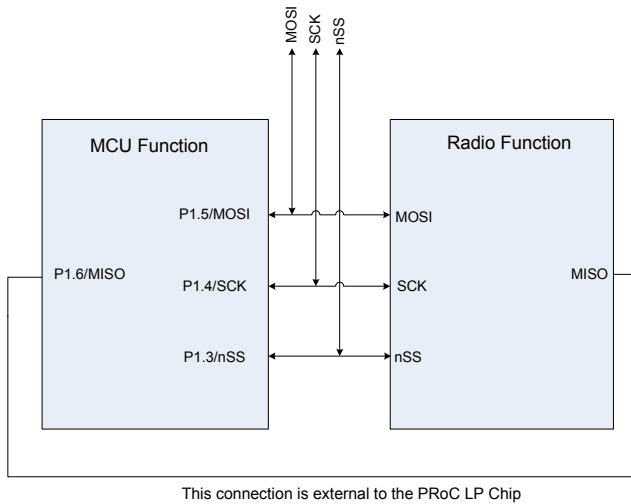 MOSI
SCK
nSS
MCU Function
Radio Function
P1.5/MOSI
MOSI
P1.6/MISO
P1.4/SCK
SCK
MISO
P1.3/nSS
nSS
This connection is external to the PRoC LP Chip